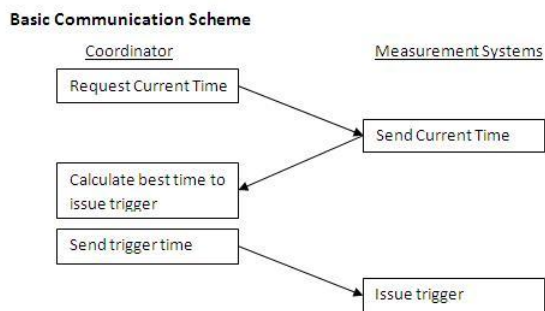 Basic Communication Scheme
Coordinator
Measurement Systems
Request Current Time
Send Current Time
Calculate best time to
issue trigger
Send trigger time
Issue trigger